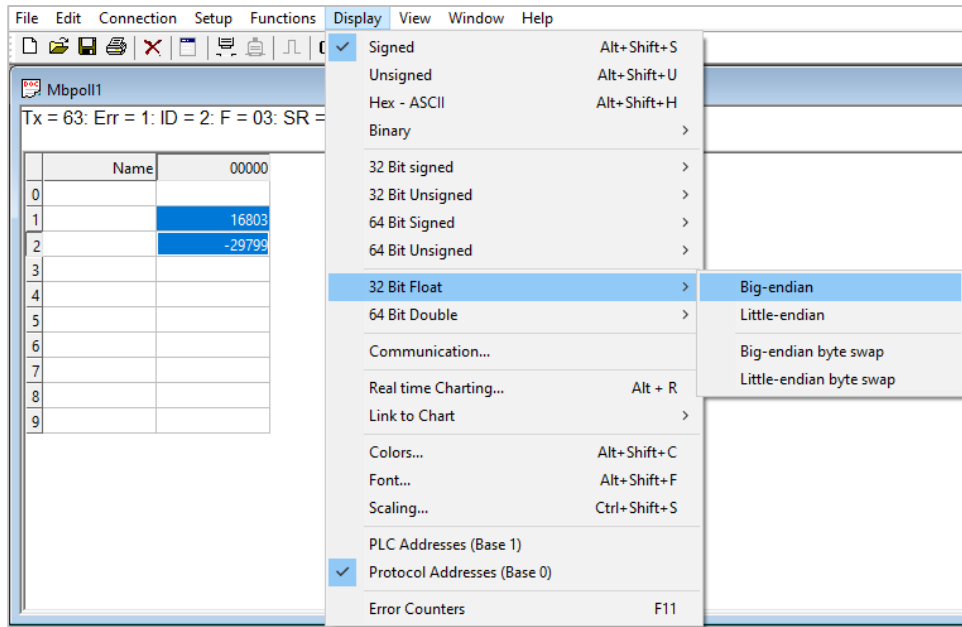 File Edit Connection Setup Functions Display View Window Help
Mbpoll1
Tx = 63: Err = 1: ID = 2: F = 03: SR =
Name 00000
0
1 16803
2 -29799
3
4
5
6
7
8
9
Signed Alt+Shift+S
Unsigned Alt+Shift+U
Hex - ASCII Alt+Shift+H
Binary
32 Bit signed
32 Bit Unsigned
64 Bit Signed
64 Bit Unsigned
32 Bit Float
64 Bit Double
Communication...
Real time Charting... Alt + R
Link to Chart
Colors... Alt+Shift+C
Font... Alt+Shift+F
Scaling... Ctrl+Shift+S
PLC Addresses (Base 1)
Protocol Addresses (Base 0)
Error Counters F11
Big-endian
Little-endian
Big-endian byte swap
Little-endian byte swap